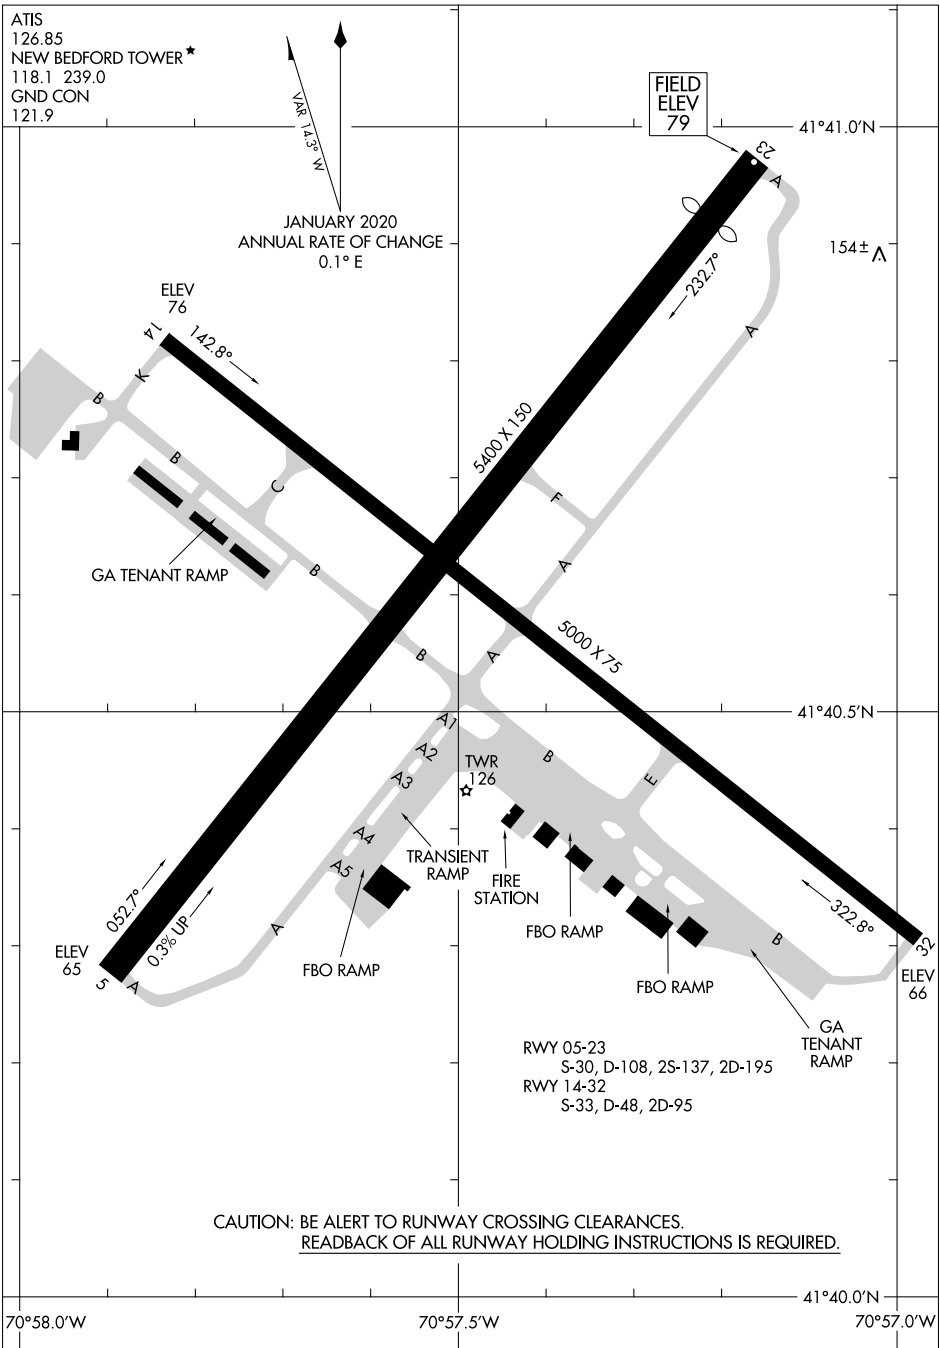 ATIS
126.85
NEW BEDFORD TOWER★
118.1 239.0
GND CON
121.9
VAR 14.3° W
JANUARY 2020
ANNUAL RATE OF CHANGE
0.1° E
FIELD
ELEV
79
41°41.0'N
23
A
154±
232.7°
A
ELEV
76
14
142.8°
K
B
B
C
5400 X 150
F
GA TENANT RAMP
B
A
5000 X 75
B
A
41°40.5'N
A1
A2
A3
A4
A5
TWR
126
B
E
TRANSIENT
RAMP
FIRE
STATION
FBO RAMP
FBO RAMP
FBO RAMP
052.7°
0.3% UP
A
ELEV
65
5
A
322.8°
32
B
ELEV
66
GA
TENANT
RAMP
RWY 05-23
S-30, D-108, 2S-137, 2D-195
RWY 14-32
S-33, D-48, 2D-95
CAUTION: BE ALERT TO RUNWAY CROSSING CLEARANCES.
READBACK OF ALL RUNWAY HOLDING INSTRUCTIONS IS REQUIRED.
41°40.0'N
70°58.0'W
70°57.5'W
70°57.0'W